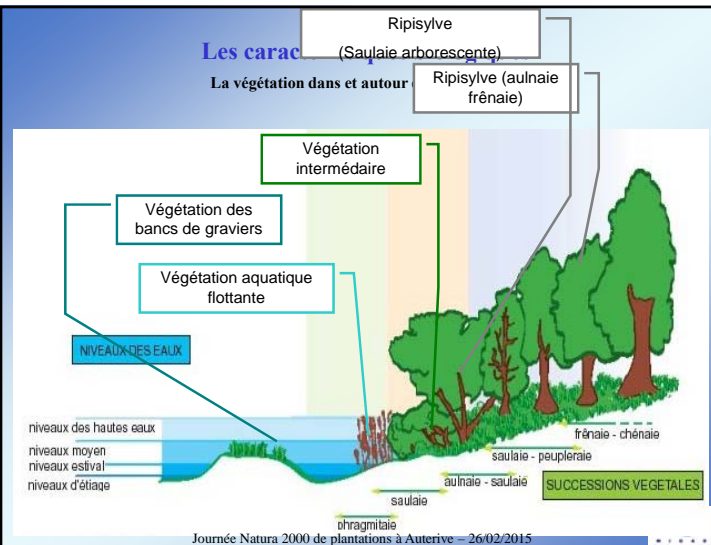 Ripisylve
(Saulaie arborescente)
Les
La végétation dans et autour
Ripisylve (aulnaie
frênaie)
Végétation
intermédaire
Végétation des
bancs de graviers
Végétation aquatique
flottante
NIVEAUX DES EAUX
niveaux des hautes eaux
niveaux moyen
niveaux estival
niveaux d'étiage
frênaie - chénaie
saulaie - peupleraie
aulnaie - saulaie
SUCCESSIONS VEGETALES
saulaie
phragmitaie
Journée Natura 2000 de plantations à Auterive – 26/02/2015